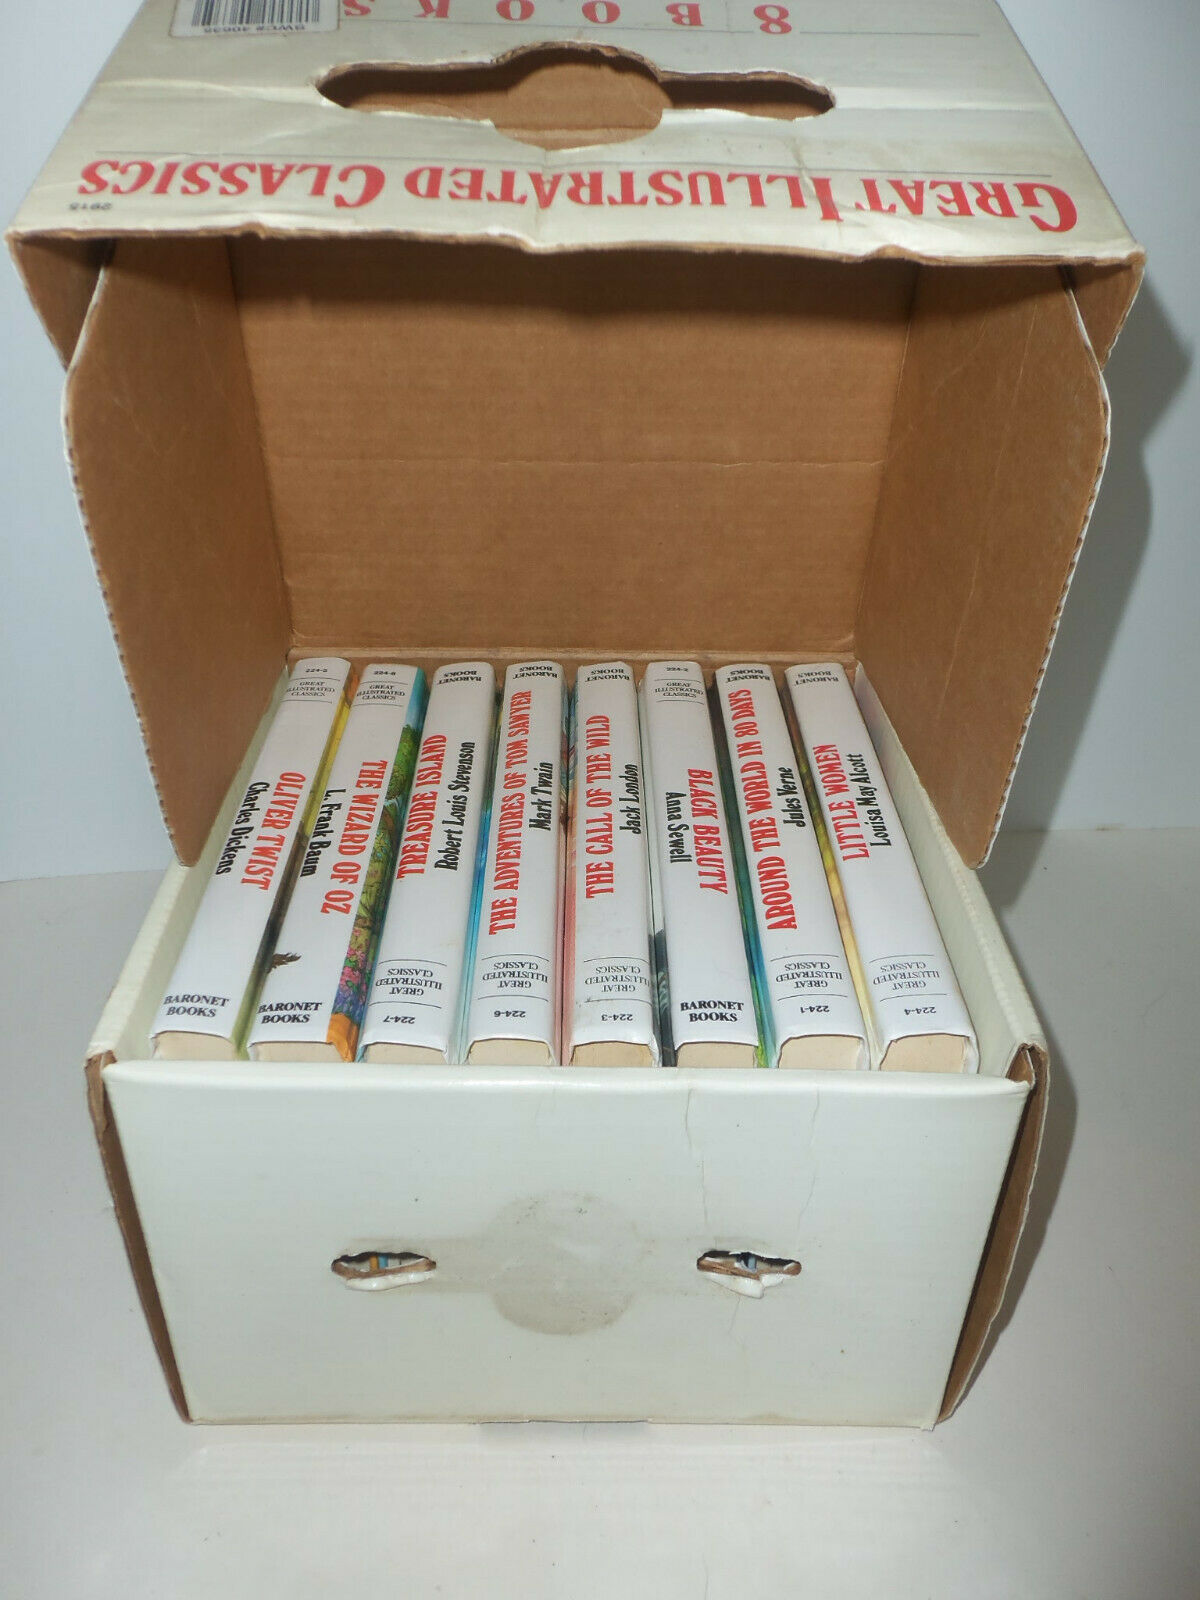 8 BOOKS
SWC# 40635
GREAT ILLUSTRATED CLASSICS
2915
224-5
GREAT
ILLUSTRATED
CLASSICS
OLIVER TWIST
Charles Dickens
BARONET
BOOKS
224-8
GREAT
ILLUSTRATED
CLASSICS
THE WIZARD OF OZ
L. Frank Baum
BARONET
BOOKS
BARONET
BOOKS
TREASURE ISLAND
Robert Louis Stevenson
GREAT
ILLUSTRATED
CLASSICS
224-7
BARONET
BOOKS
THE ADVENTURES OF TOM SAWYER
Mark Twain
GREAT
ILLUSTRATED
CLASSICS
224-6
BARONET
BOOKS
THE CALL OF THE WILD
Jack London
GREAT
ILLUSTRATED
CLASSICS
224-3
224-2
GREAT
ILLUSTRATED
CLASSICS
BLACK BEAUTY
Anna Sewell
BARONET
BOOKS
BARONET
BOOKS
AROUND THE WORLD IN 80 DAYS
Jules Verne
GREAT
ILLUSTRATED
CLASSICS
224-1
BARONET
BOOKS
LITTLE WOMEN
Louisa May Alcott
GREAT
ILLUSTRATED
CLASSICS
224-4